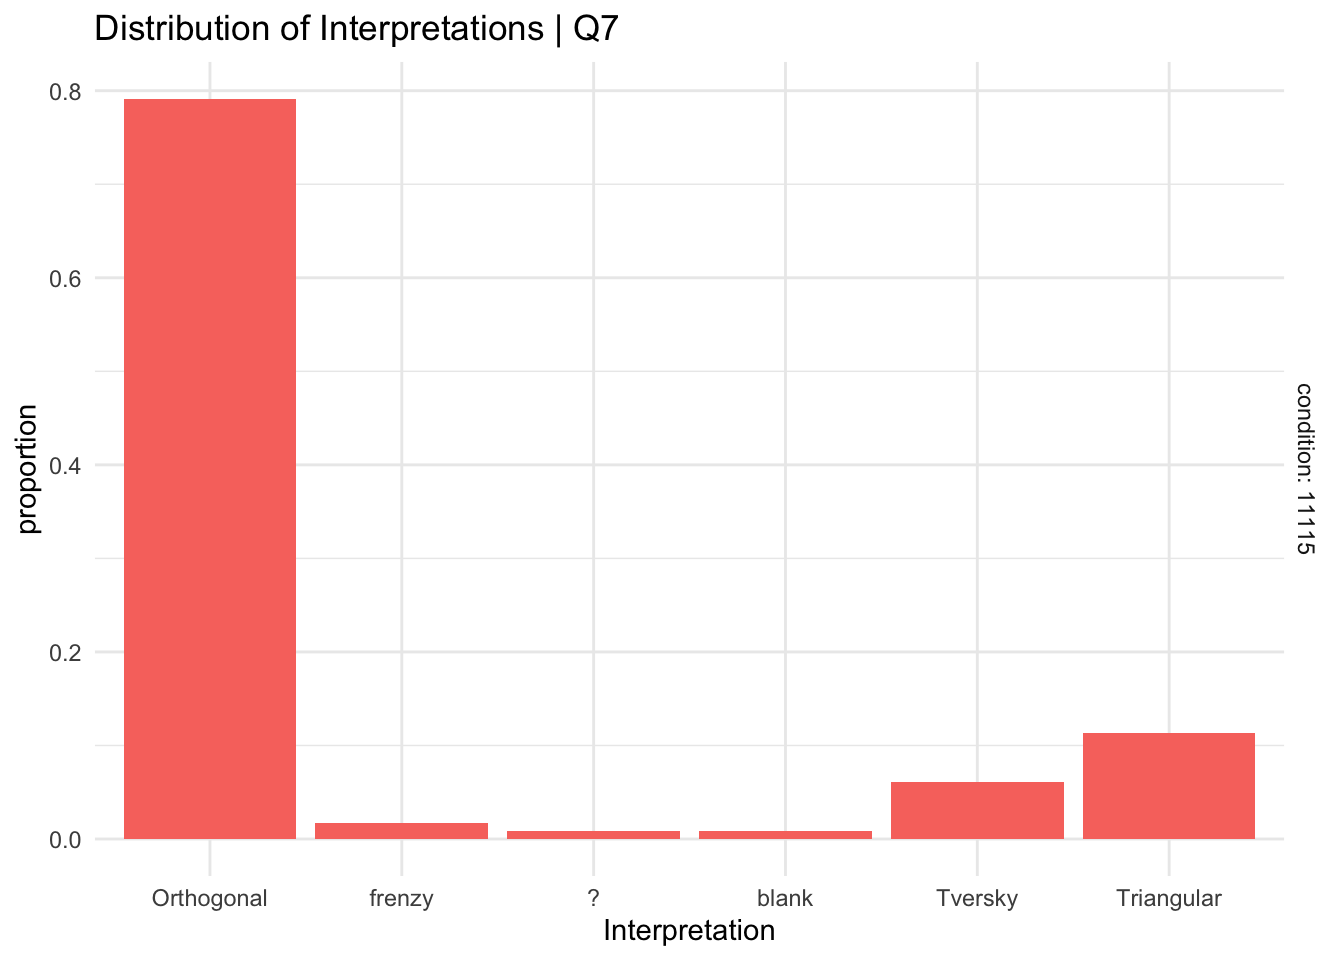 Distribution of Interpretations | Q7
0.8
0.6
0.4
0.2
0.0
proportion
condition: 11115
Orthogonal frenzy ? blank Tversky Triangular
Interpretation